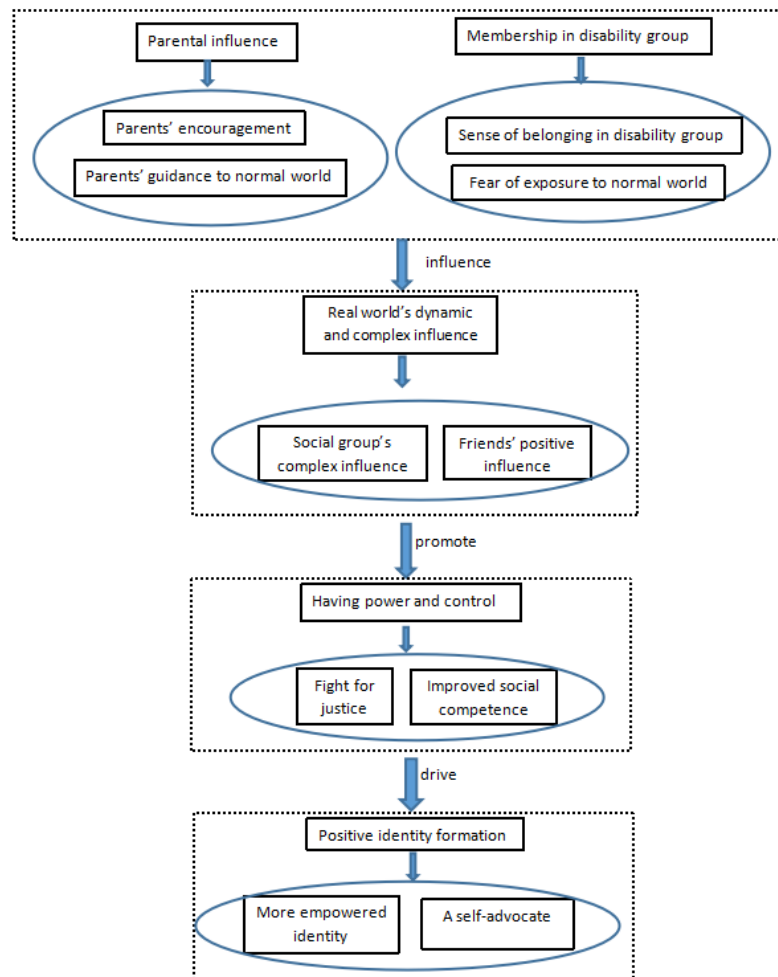 Parental influence
Membership in disability group
Parents' encouragement
Parents' guidance to normal world
Sense of belonging in disability group
Fear of exposure to normal world
influence
Real world's dynamic
and complex influence
Social group's
complex influence
Friends' positive
influence
promote
Having power and control
Fight for
justice
Improved social
competence
drive
Positive identity formation
More empowered
identity
A self-advocate